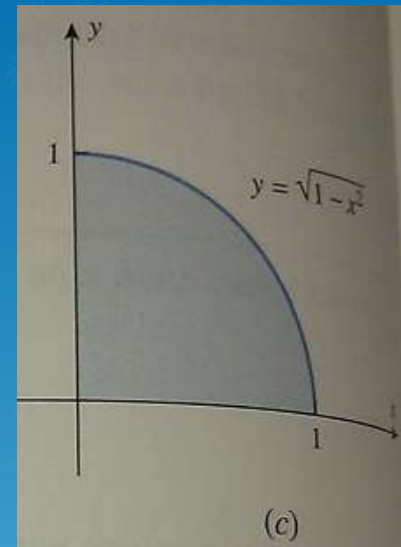 y
1
y = √1 − x²
1
(c)